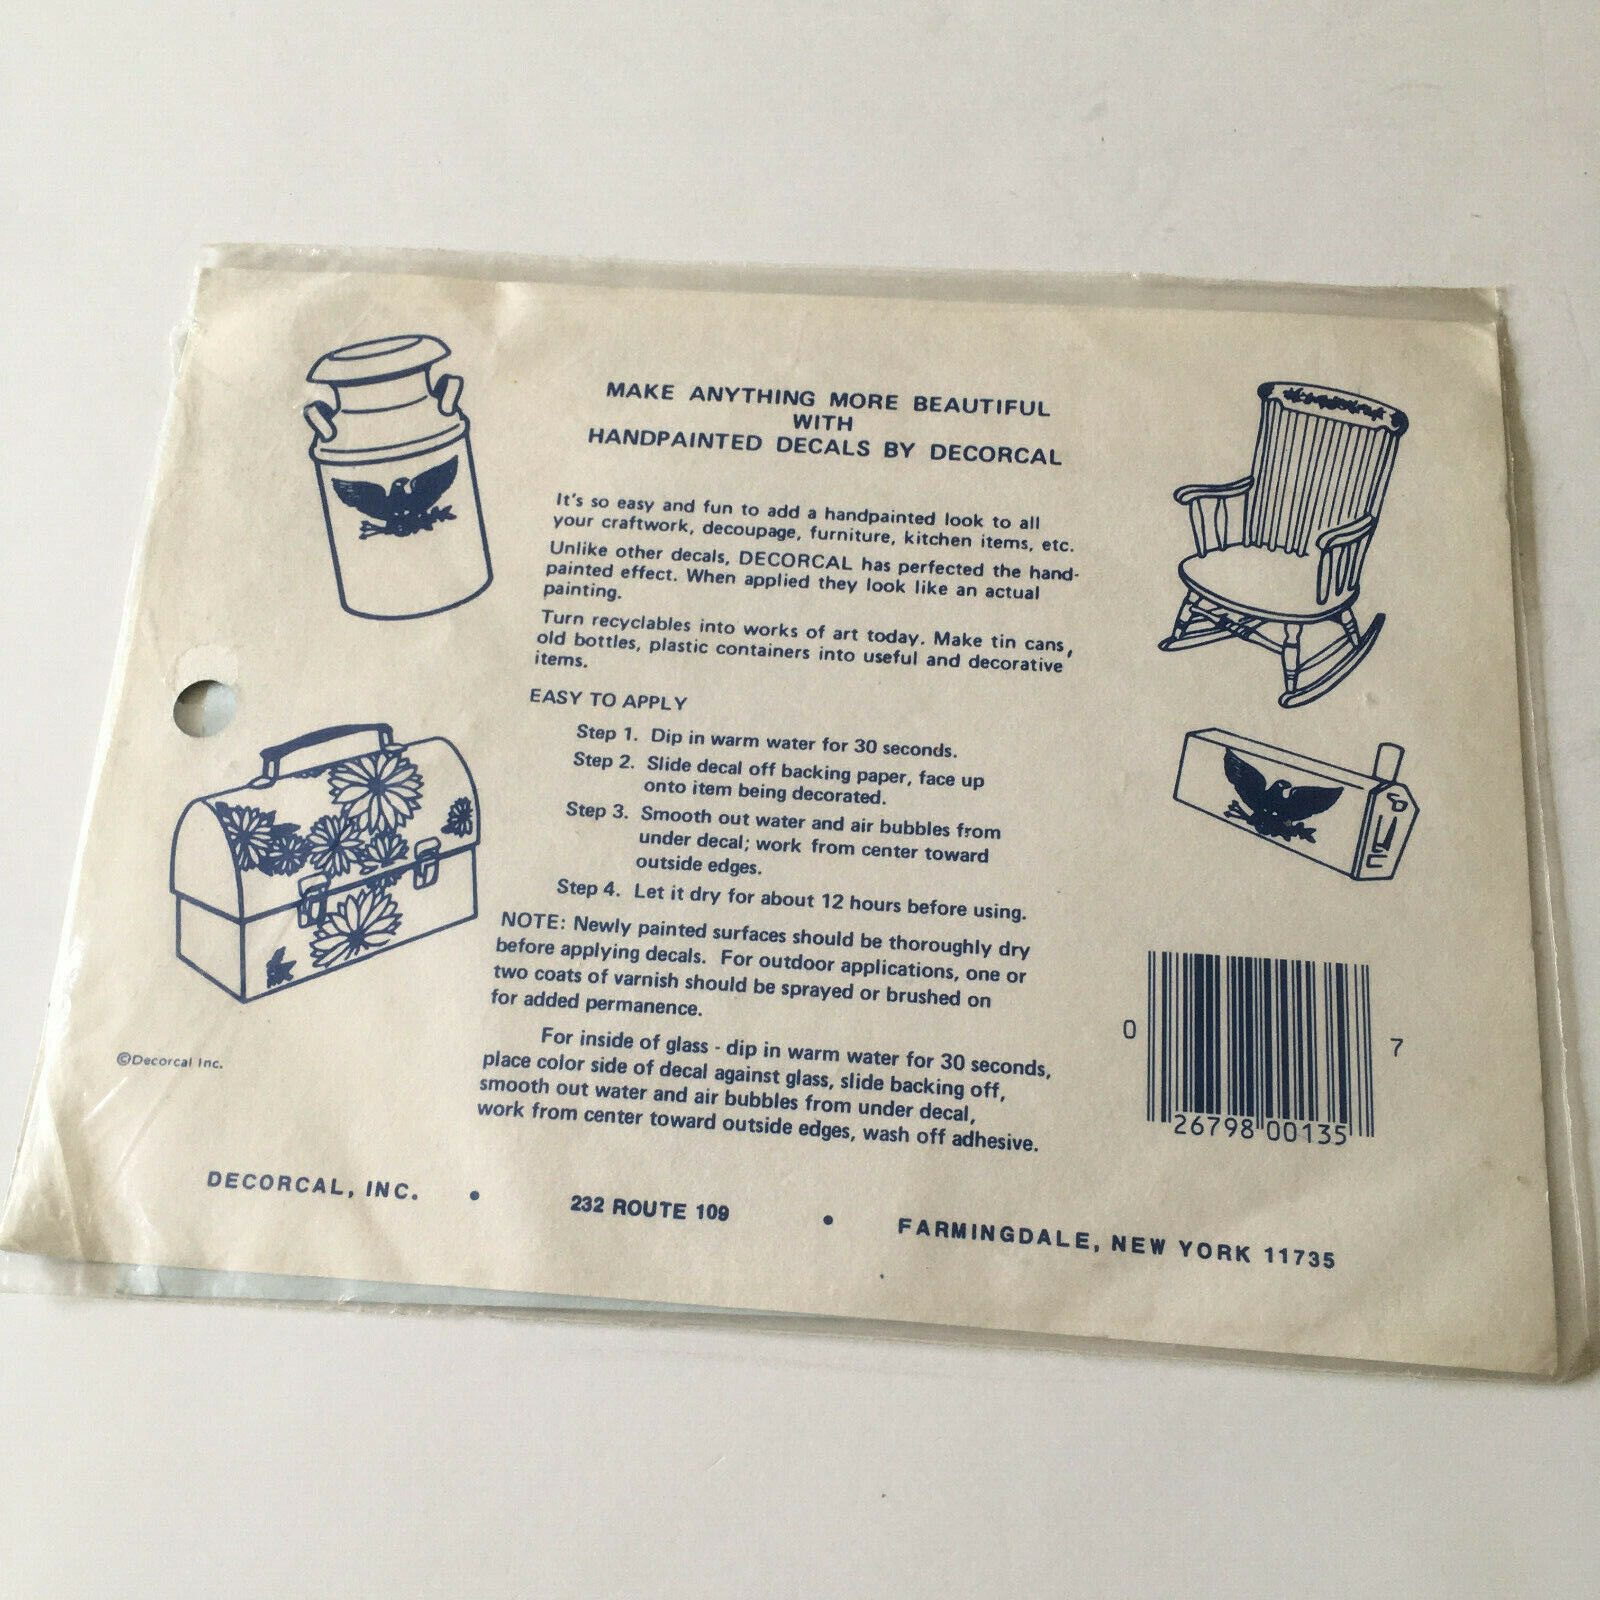 MAKE ANYTHING MORE BEAUTIFUL
WITH
HANDPAINTED DECALS BY DECORCAL
It's so easy and fun to add a handpainted look to all
your craftwork, decoupage, furniture, kitchen items, etc.
Unlike other decals, DECORCAL has perfected the hand-
painted effect. When applied they look like an actual
painting.
Turn recyclables into works of art today. Make tin cans,
old bottles, plastic containers into useful and decorative
items.
EASY TO APPLY
Step 1. Dip in warm water for 30 seconds.
Step 2. Slide decal off backing paper, face up
onto item being decorated.
Step 3. Smooth out water and air bubbles from
under decal; work from center toward
outside edges.
Step 4. Let it dry for about 12 hours before using.
NOTE: Newly painted surfaces should be thoroughly dry
before applying decals. For outdoor applications, one or
two coats of varnish should be sprayed or brushed on
for added permanence.
For inside of glass - dip in warm water for 30 seconds,
place color side of decal against glass, slide backing off,
smooth out water and air bubbles from under decal,
work from center toward outside edges, wash off adhesive.
©Decorcal Inc.
0 26798 00135 7
DECORCAL, INC. • 232 ROUTE 109 • FARMINGDALE, NEW YORK 11735